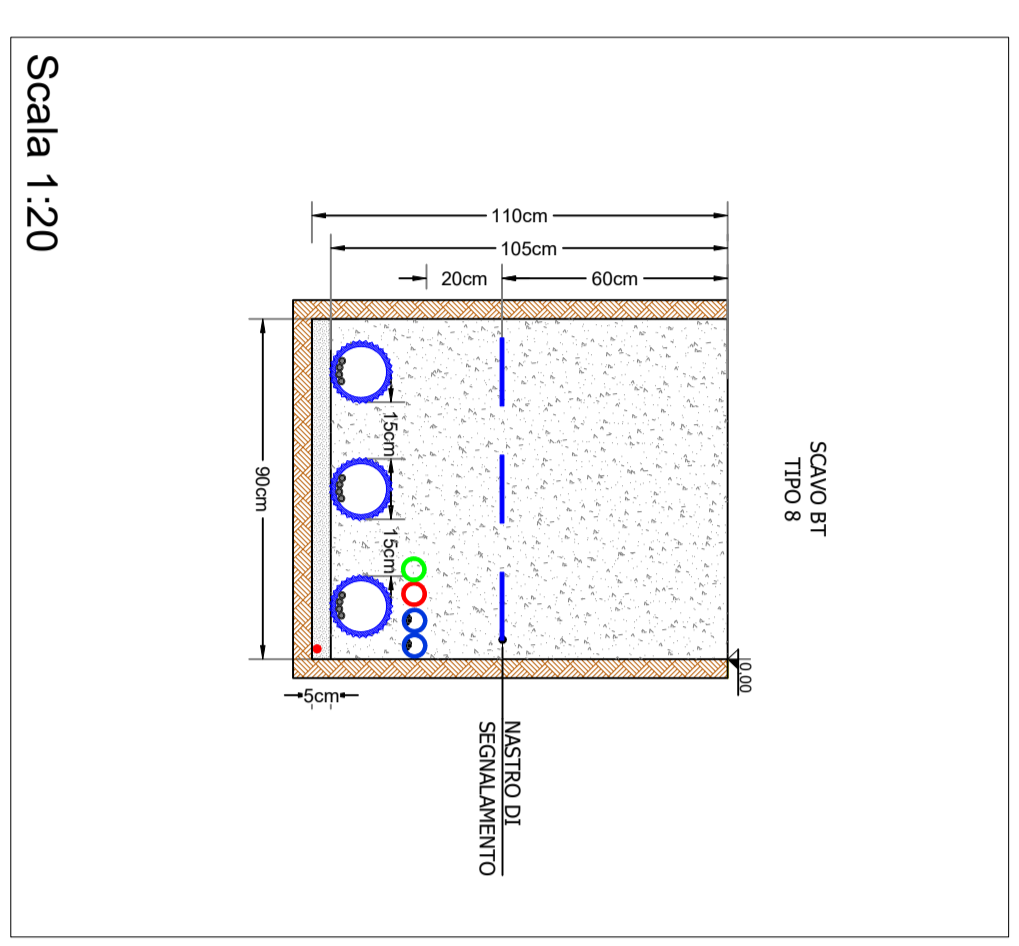 SCAVO BT
TIPO 8
0.00
60cm
20cm
105cm
110cm
15cm
15cm
90cm
5cm
NASTRO DI
SEGNALAMENTO
Scala 1:20